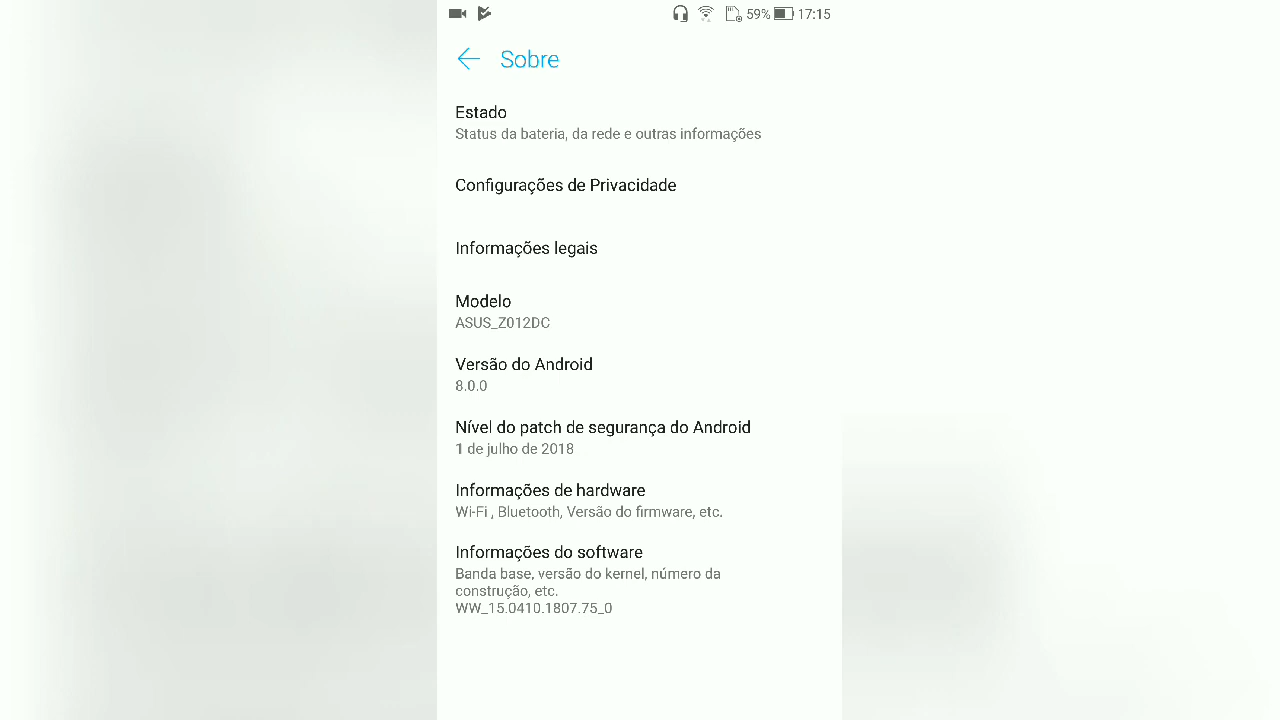 59% 17:15
Sobre
Estado
Status da bateria, da rede e outras informações
Configurações de Privacidade
Informações legais
Modelo
ASUS_Z012DC
Versão do Android
8.0.0
Nível do patch de segurança do Android
1 de julho de 2018
Informações de hardware
Wi-Fi , Bluetooth, Versão do firmware, etc.
Informações do software
Banda base, versão do kernel, número da
construção, etc.
WW_15.0410.1807.75_0